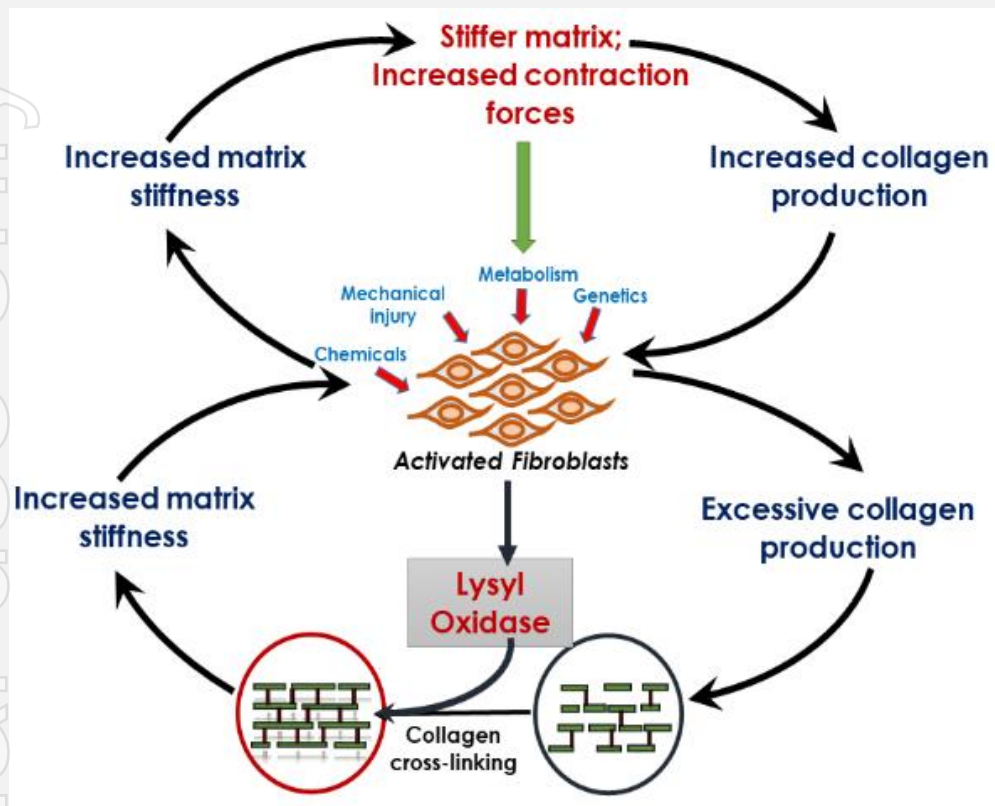 Stiffer matrix;
Increased contraction
forces
Increased matrix
stiffness
Increased collagen
production
Metabolism
Mechanical
injury
Genetics
Chemicals
Activated Fibroblasts
Increased matrix
stiffness
Excessive collagen
production
Lysyl
Oxidase
Collagen
cross-linking